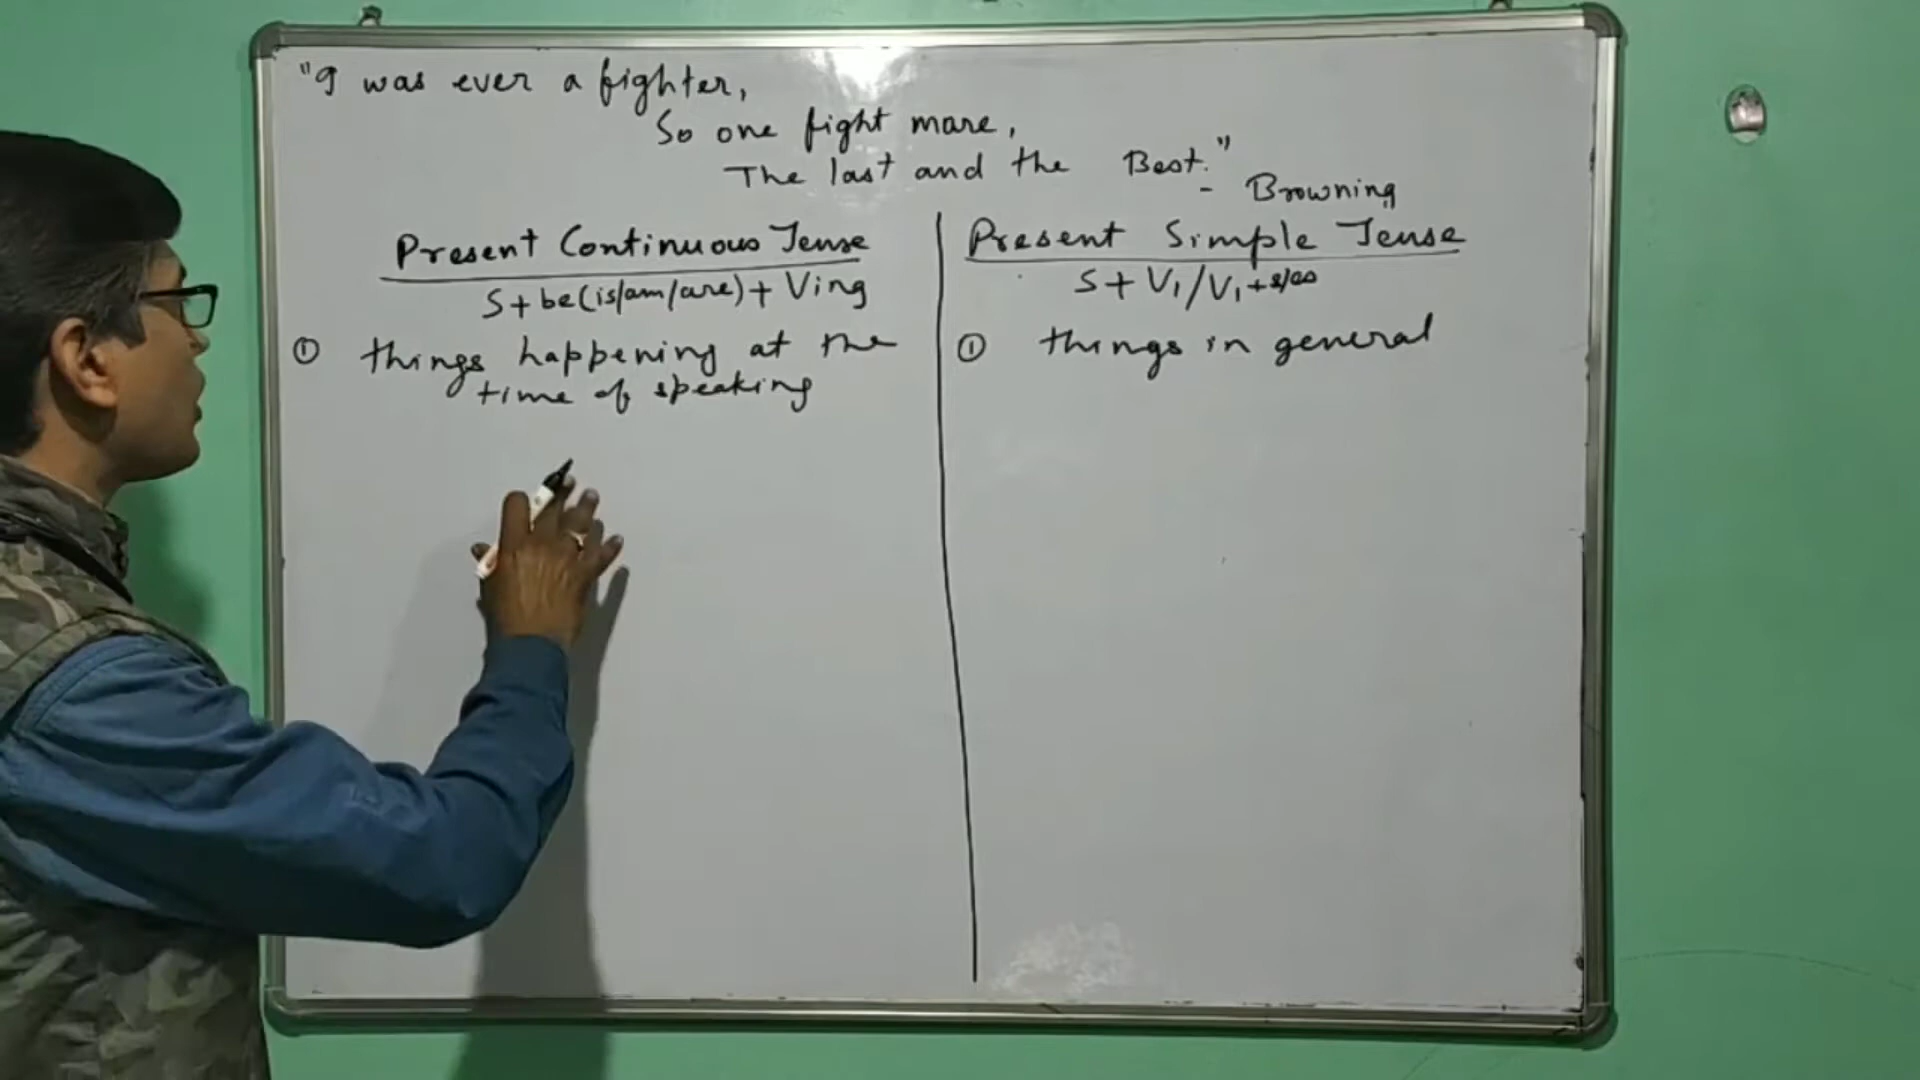 "I was ever a fighter,
So one fight more,
The last and the Best."
- Browning
Present Continuous Tense
S + be (is/am/are) + Ving
① things happening at the
time of speaking
Present Simple Tense
S + V₁ / V₁ + s/es
① things in general